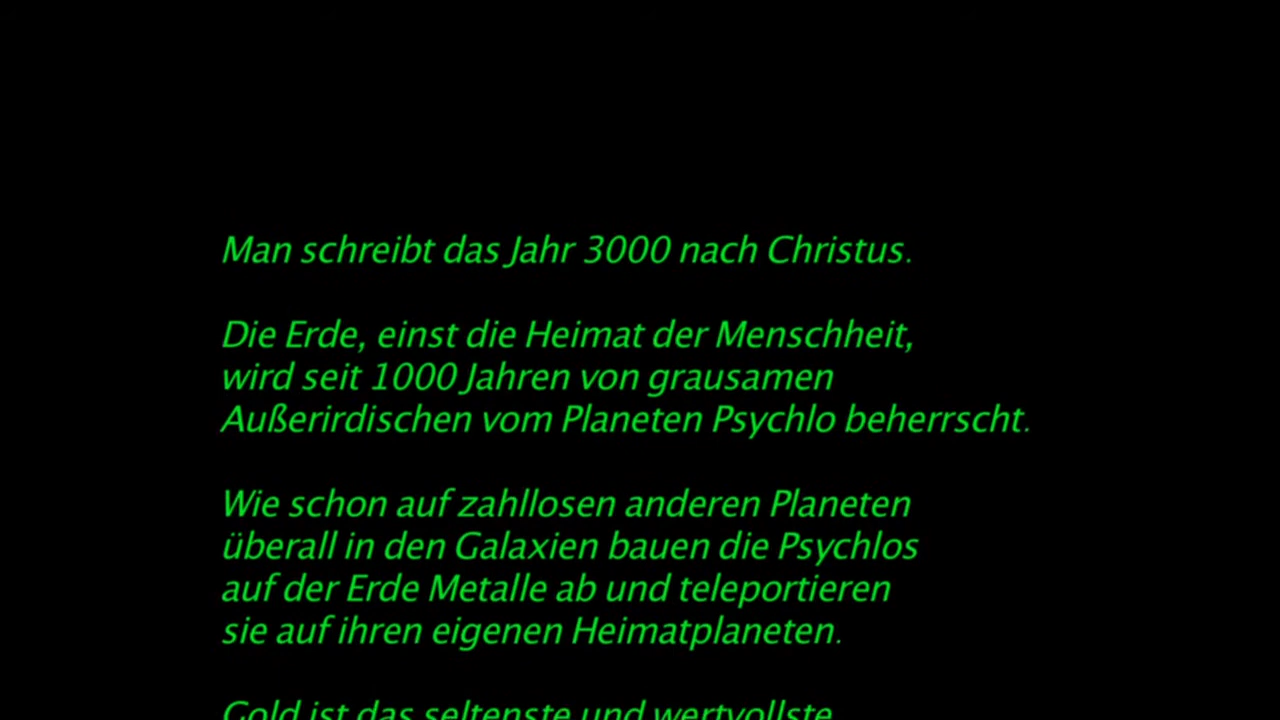 Man schreibt das Jahr 3000 nach Christus.
Die Erde, einst die Heimat der Menschheit,
wird seit 1000 Jahren von grausamen
Außerirdischen vom Planeten Psychlo beherrscht.
Wie schon auf zahllosen anderen Planeten
überall in den Galaxien bauen die Psychlos
auf der Erde Metalle ab und teleportieren
sie auf ihren eigenen Heimatplaneten.
Gold ist das seltenste und wertvollste